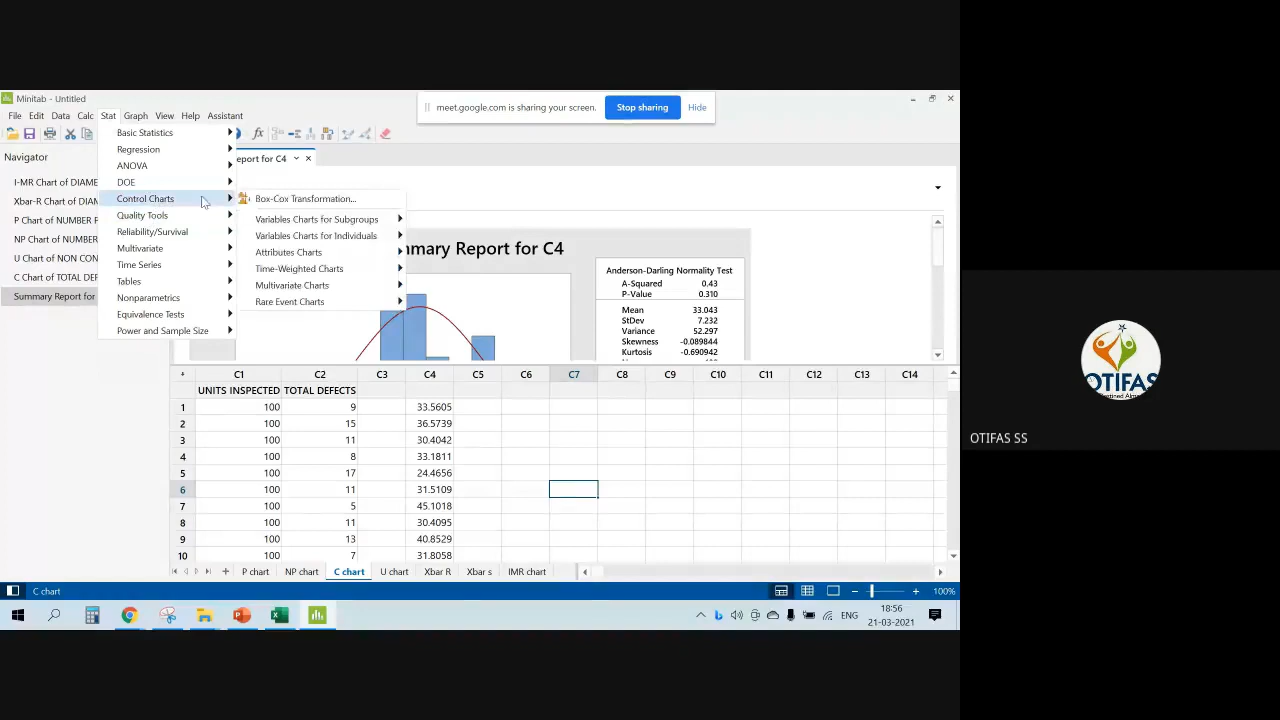 Minitab - Untitled
meet.google.com is sharing your screen. Stop sharing Hide
File Edit Data Calc Stat Graph View Help Assistant
Navigator
eport for C4
I-MR Chart of DIAME
Xbar-R Chart of DIAM
P Chart of NUMBER F
NP Chart of NUMBER
U Chart of NON CON
C Chart of TOTAL DEF
Summary Report for
Basic Statistics
Regression
ANOVA
DOE
Control Charts
Quality Tools
Reliability/Survival
Multivariate
Time Series
Tables
Nonparametrics
Equivalence Tests
Power and Sample Size
Box-Cox Transformation...
Variables Charts for Subgroups
Variables Charts for Individuals
Attributes Charts
Time-Weighted Charts
Multivariate Charts
Rare Event Charts
mmary Report for C4
Anderson-Darling Normality Test
A-Squared 0.43
P-Value 0.310
Mean 33.043
StDev 7.232
Variance 52.297
Skewness -0.089844
Kurtosis -0.690942
C1 C2 C3 C4 C5 C6 C7 C8 C9 C10 C11 C12 C13 C14
UNITS INSPECTED TOTAL DEFECTS
1 100 9 33.5605
2 100 15 36.5739
3 100 11 30.4042
4 100 8 33.1811
5 100 17 24.4656
6 100 11 31.5109
7 100 5 45.1018
8 100 11 30.4095
9 100 13 40.8529
10 100 7 31.8058
P chart NP chart C chart U chart Xbar R Xbar s IMR chart
C chart 100%
ENG 18:56
21-03-2021
OTIFAS
OTIFAS SS